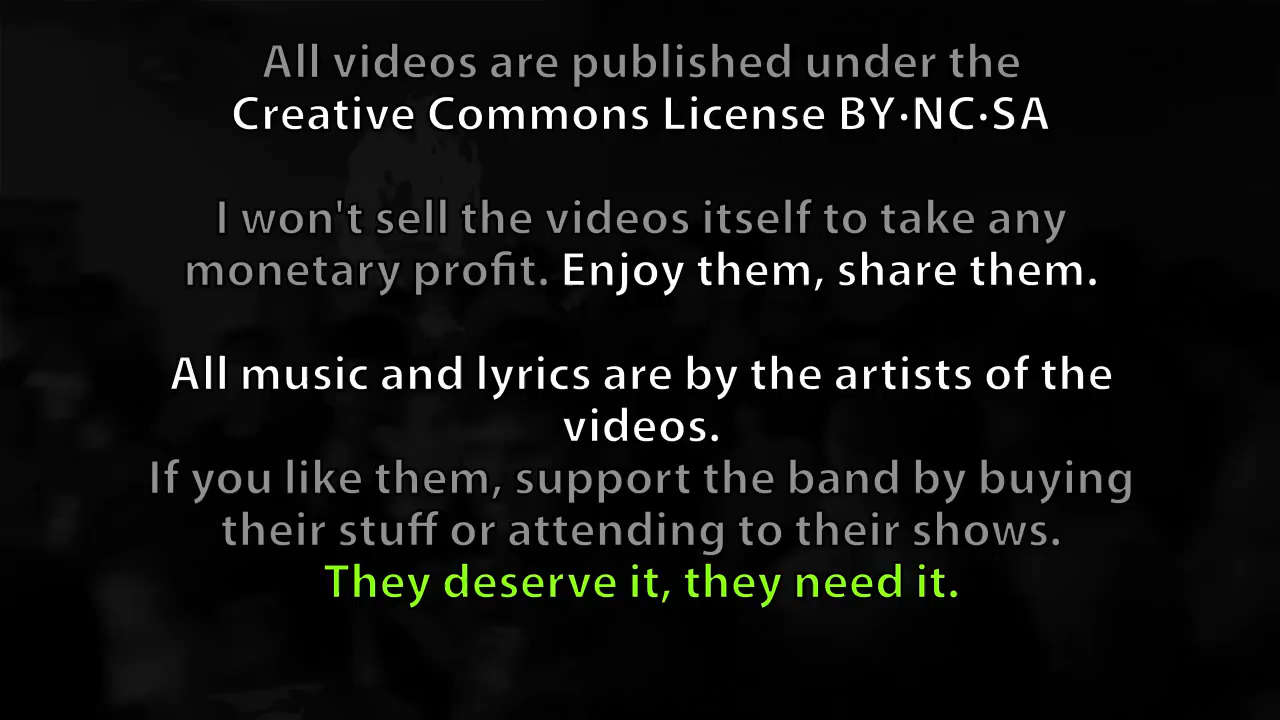 All videos are published under the
Creative Commons License BY·NC·SA
I won't sell the videos itself to take any
monetary profit. Enjoy them, share them.
All music and lyrics are by the artists of the
videos.
If you like them, support the band by buying
their stuff or attending to their shows.
They deserve it, they need it.